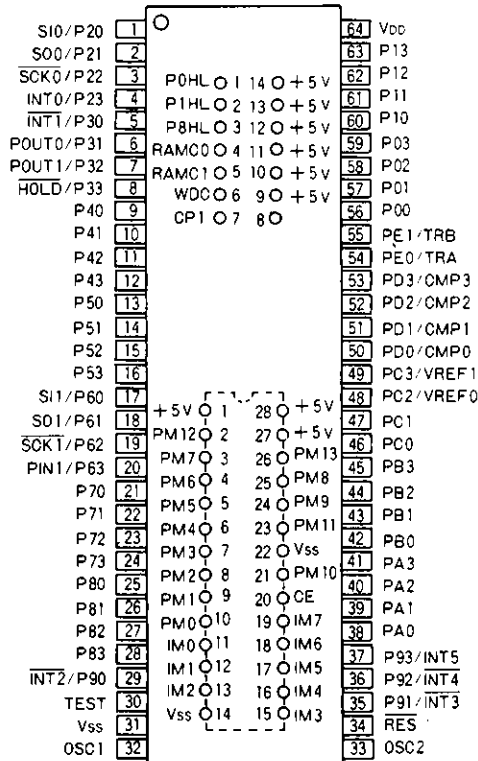 SI0/P20 1 64 VDD
SO0/P21 2 63 P13
SCK0/P22 3 62 P12
INT0/P23 4 61 P11
INT1/P30 5 60 P10
POUT0/P31 6 59 P03
POUT1/P32 7 58 P02
HOLD/P33 8 57 P01
P40 9 56 P00
P41 10 55 PE1/TRB
P42 11 54 PE0/TRA
P43 12 53 PD3/CMP3
P50 13 52 PD2/CMP2
P51 14 51 PD1/CMP1
P52 15 50 PD0/CMP0
P53 16 49 PC3/VREF1
SI1/P60 17 48 PC2/VREF0
SO1/P61 18 47 PC1
SCK1/P62 19 46 PC0
PIN1/P63 20 45 PB3
P70 21 44 PB2
P71 22 43 PB1
P72 23 42 PB0
P73 24 41 PA3
P80 25 40 PA2
P81 26 39 PA1
P82 27 38 PA0
P83 28 37 P93/INT5
INT2/P90 29 36 P92/INT4
TEST 30 35 P91/INT3
Vss 31 34 RES
OSC1 32 33 OSC2
P0HL 1 14 +5V
P1HL 2 13 +5V
P8HL 3 12 +5V
RAMC0 4 11 +5V
RAMC1 5 10 +5V
WDC 6 9 +5V
CP1 7 8
+5V 1 28 +5V
PM12 2 27 +5V
PM7 3 26 PM13
PM6 4 25 PM8
PM5 5 24 PM9
PM4 6 23 PM11
PM3 7 22 Vss
PM2 8 21 PM10
PM1 9 20 CE
PM0 10 19 IM7
IM0 11 18 IM6
IM1 12 17 IM5
IM2 13 16 IM4
Vss 14 15 IM3